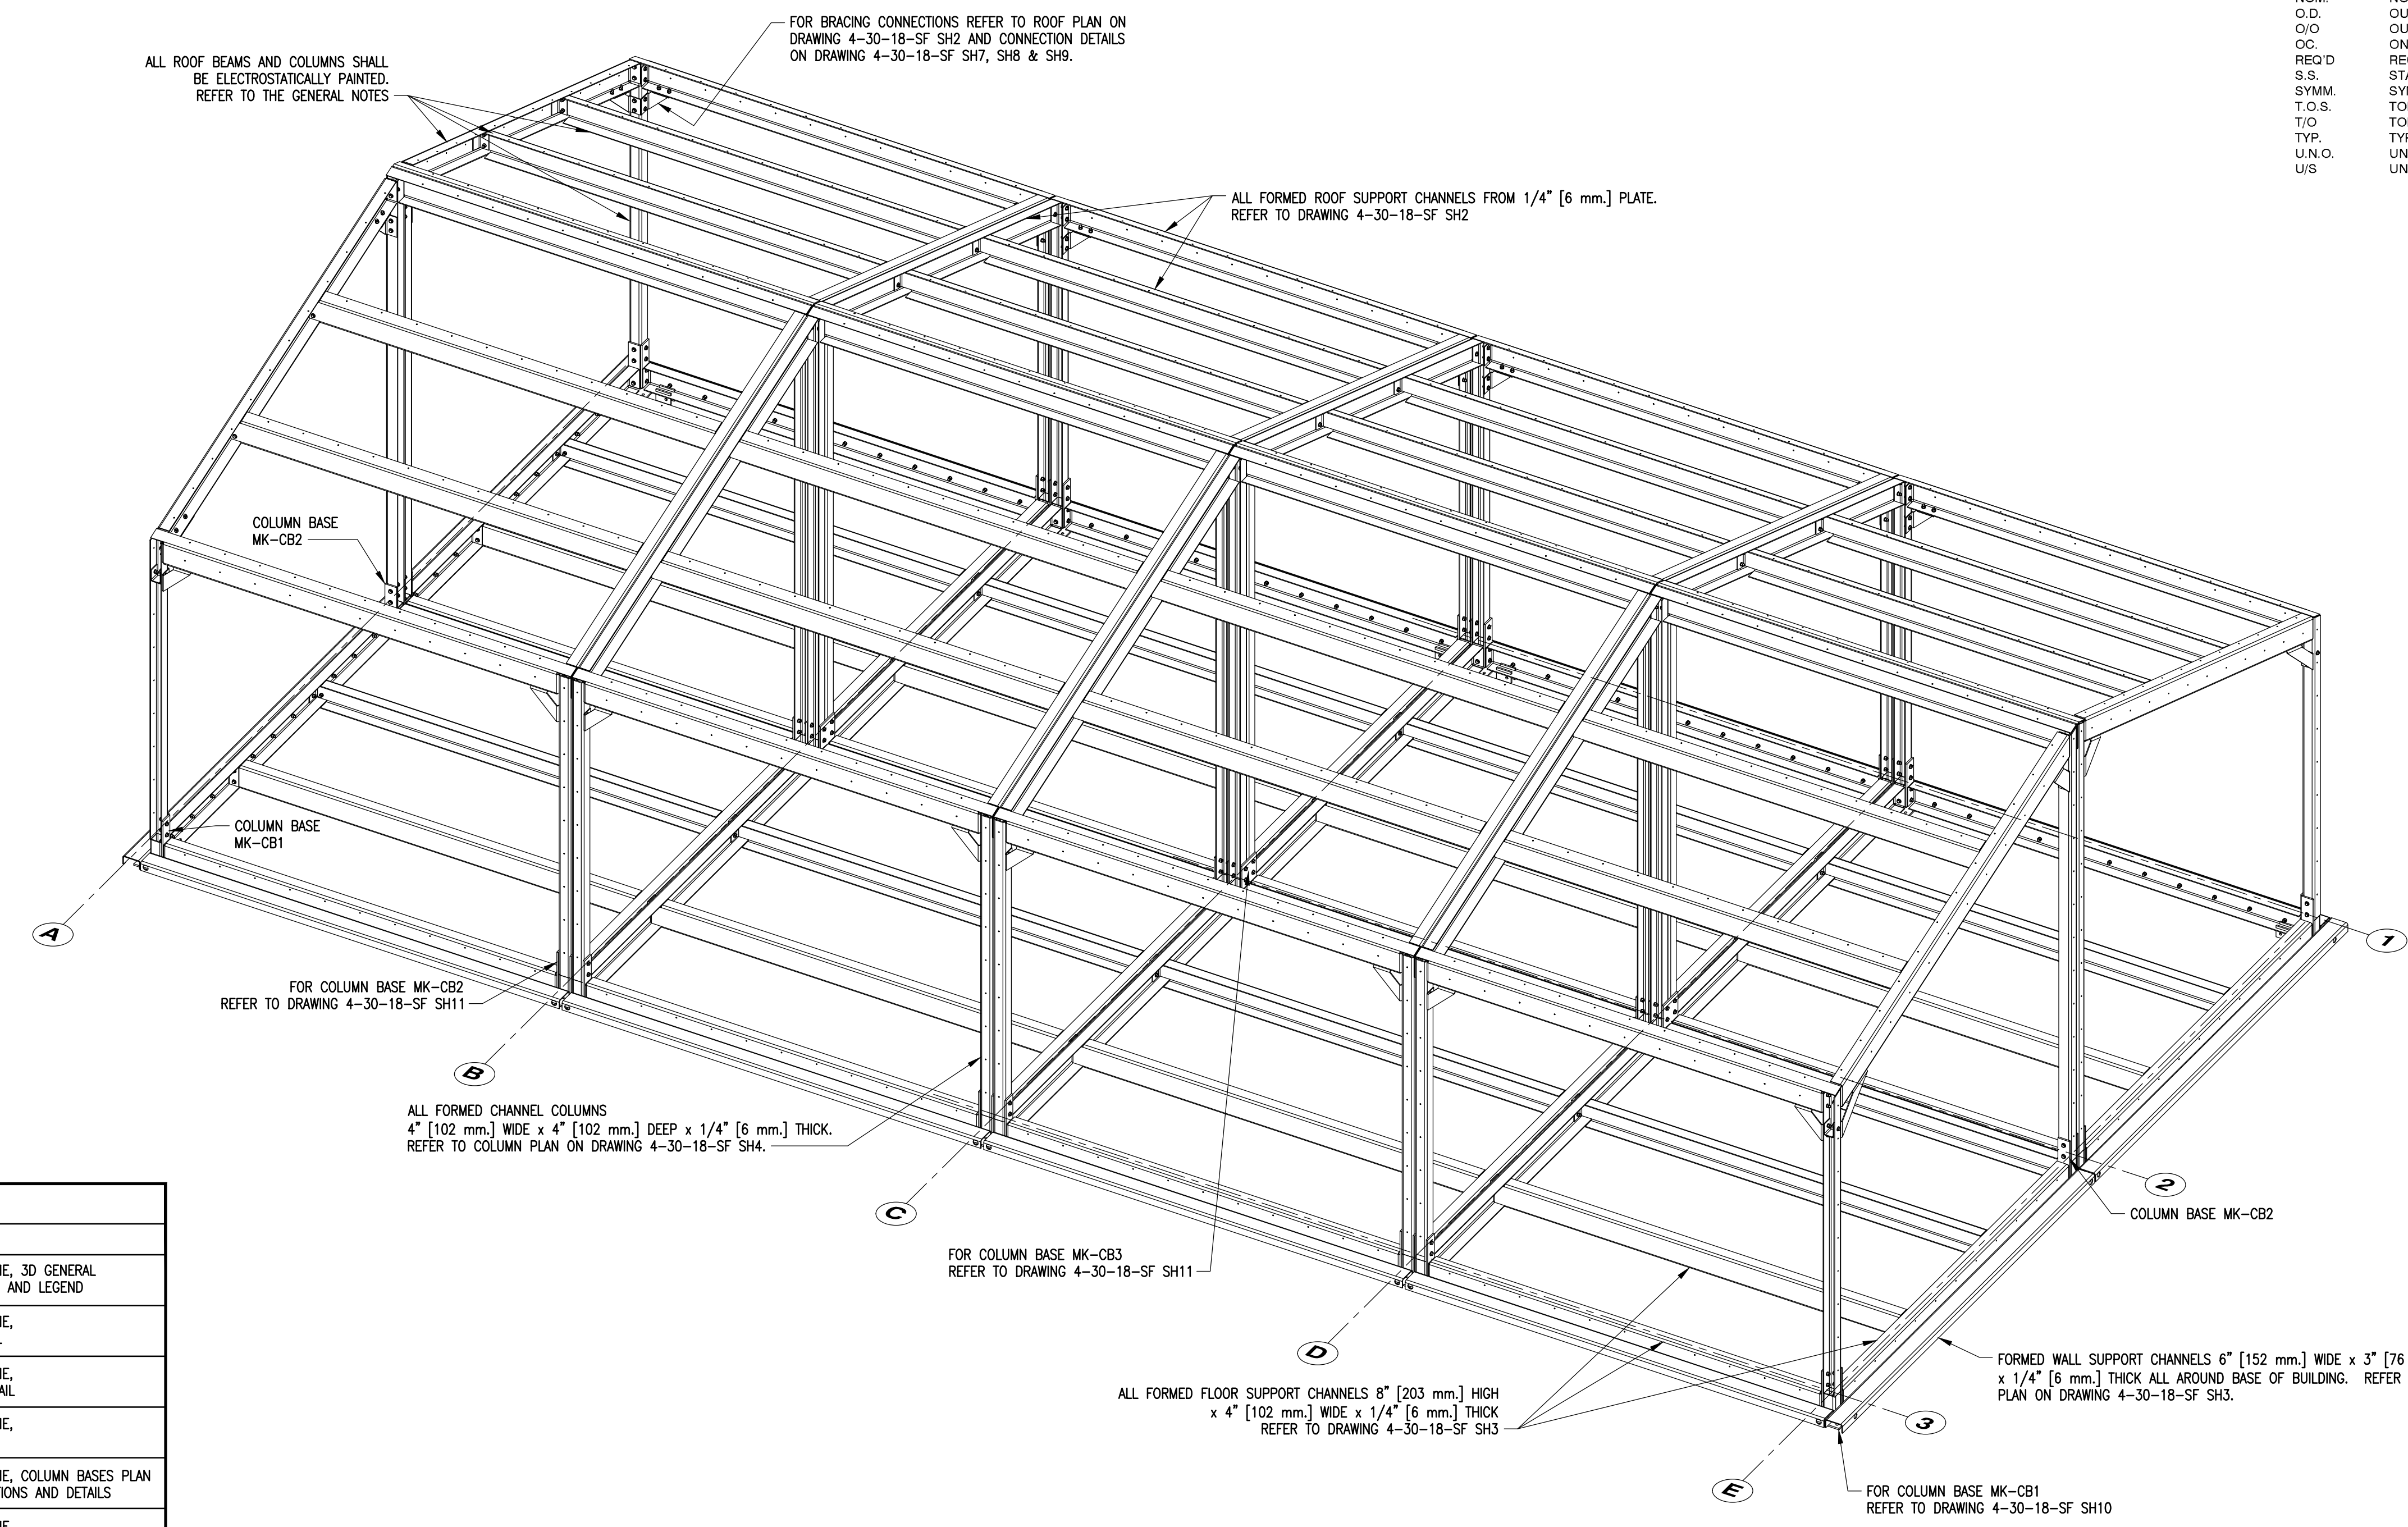 FOR BRACING CONNECTIONS REFER TO ROOF PLAN ON
DRAWING 4-30-18-SF SH2 AND CONNECTION DETAILS
ON DRAWING 4-30-18-SF SH7, SH8 & SH9.
ALL ROOF BEAMS AND COLUMNS SHALL
BE ELECTROSTATICALLY PAINTED.
REFER TO THE GENERAL NOTES
O.D.
O/O
OC.
REQ'D
S.S.
SYMM.
T.O.S.
T/O
TYP.
U.N.O.
U/S
ALL FORMED ROOF SUPPORT CHANNELS FROM 1/4" [6 mm.] PLATE.
REFER TO DRAWING 4-30-18-SF SH2
COLUMN BASE
MK-CB2
COLUMN BASE
MK-CB1
A
FOR COLUMN BASE MK-CB2
REFER TO DRAWING 4-30-18-SF SH11
B
ALL FORMED CHANNEL COLUMNS
4" [102 mm.] WIDE x 4" [102 mm.] DEEP x 1/4" [6 mm.] THICK.
REFER TO COLUMN PLAN ON DRAWING 4-30-18-SF SH4.
C
FOR COLUMN BASE MK-CB3
REFER TO DRAWING 4-30-18-SF SH11
D
ALL FORMED FLOOR SUPPORT CHANNELS 8" [203 mm.] HIGH
x 4" [102 mm.] WIDE x 1/4" [6 mm.] THICK
REFER TO DRAWING 4-30-18-SF SH3
E
1
2
COLUMN BASE MK-CB2
3
FORMED WALL SUPPORT CHANNELS 6" [152 mm.] WIDE x 3" [76
x 1/4" [6 mm.] THICK ALL AROUND BASE OF BUILDING. REFER
PLAN ON DRAWING 4-30-18-SF SH3.
FOR COLUMN BASE MK-CB1
REFER TO DRAWING 4-30-18-SF SH10
3D GENERAL
AND LEGEND
COLUMN BASES PLAN
AND DETAILS